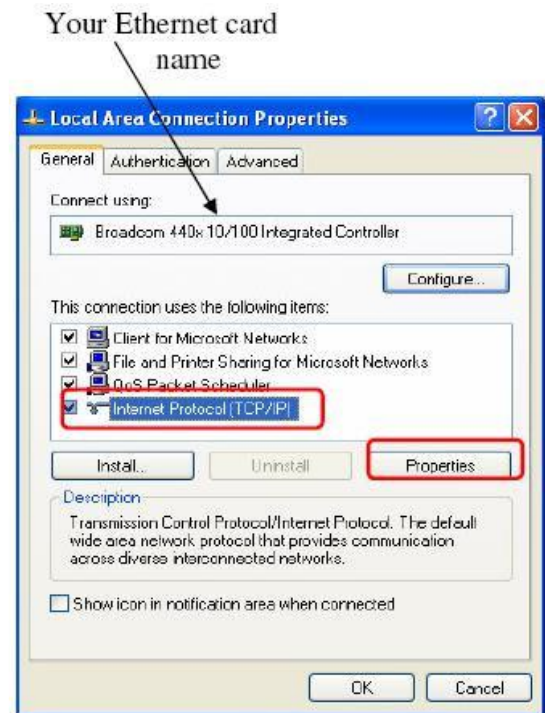 Your Ethernet card
name
Local Area Connection Properties
General Authentication Advanced
Connect using:
Broadcom 440x 10/100 Integrated Controller
Configure...
This connection uses the following items:
Client for Microsoft Networks
File and Printer Sharing for Microsoft Networks
QoS Packet Scheduler
Internet Protocol (TCP/IP)
Install... Uninstall Properties
Description
Transmission Control Protocol/Internet Protocol. The default
wide area network protocol that provides communication
across diverse interconnected networks.
Show icon in notification area when connected
OK Cancel